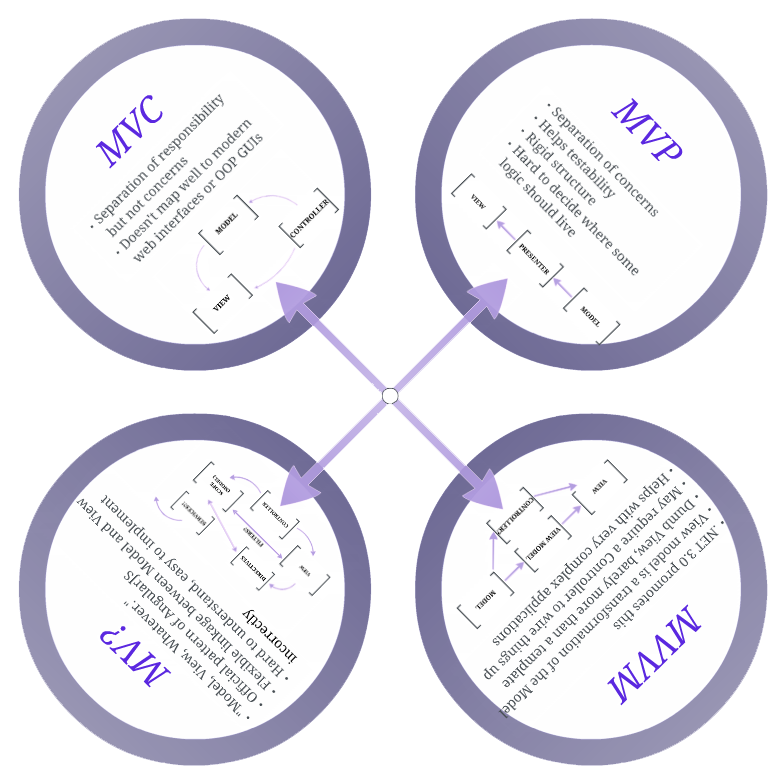 MVC
• Separation of responsibility
but not concerns
• Doesn't map well to modern
web interfaces or OOP GUIs
MODEL
CONTROLLER
VIEW
MVP
• Separation of concerns
• Helps testability
• Rigid structure
• Hard to decide where some
logic should live
VIEW
PRESENTER
MODEL
MV?
• "Model, View, Whatever."
• Official pattern of AngularJS
• Flexible linkage between Model and View
• Hard to understand, easy to implement
incorrectly
VIEW
DIRECTIVES
CONTROLLER
FILTERS?
SERVICES?
SCOPE
(MODEL)
MVVM
• .NET 3.0 promotes this
• View model is a transformation of the Model
• Dumb View, barely more than a template
• May require a Controller to wire things up
• Helps with very complex applications
MODEL
VIEW MODEL
CONTROLLER?
VIEW